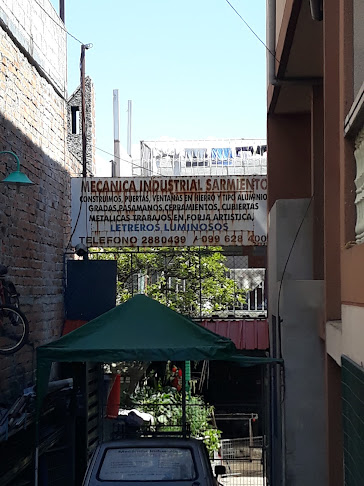 MECANICA INDUSTRIAL SARMIENTO
CONSTRUIMOS, PUERTAS, VENTANAS EN HIERRO Y TIPO ALUMINIO
GRADAS, PASAMANOS, CERRAMIENTOS, CUBIERTAS
METALICAS TRABAJOS EN FORJA ARTISTICA,
LETREROS LUMINOSOS
TELEFONO 2880439 / 099 628 400